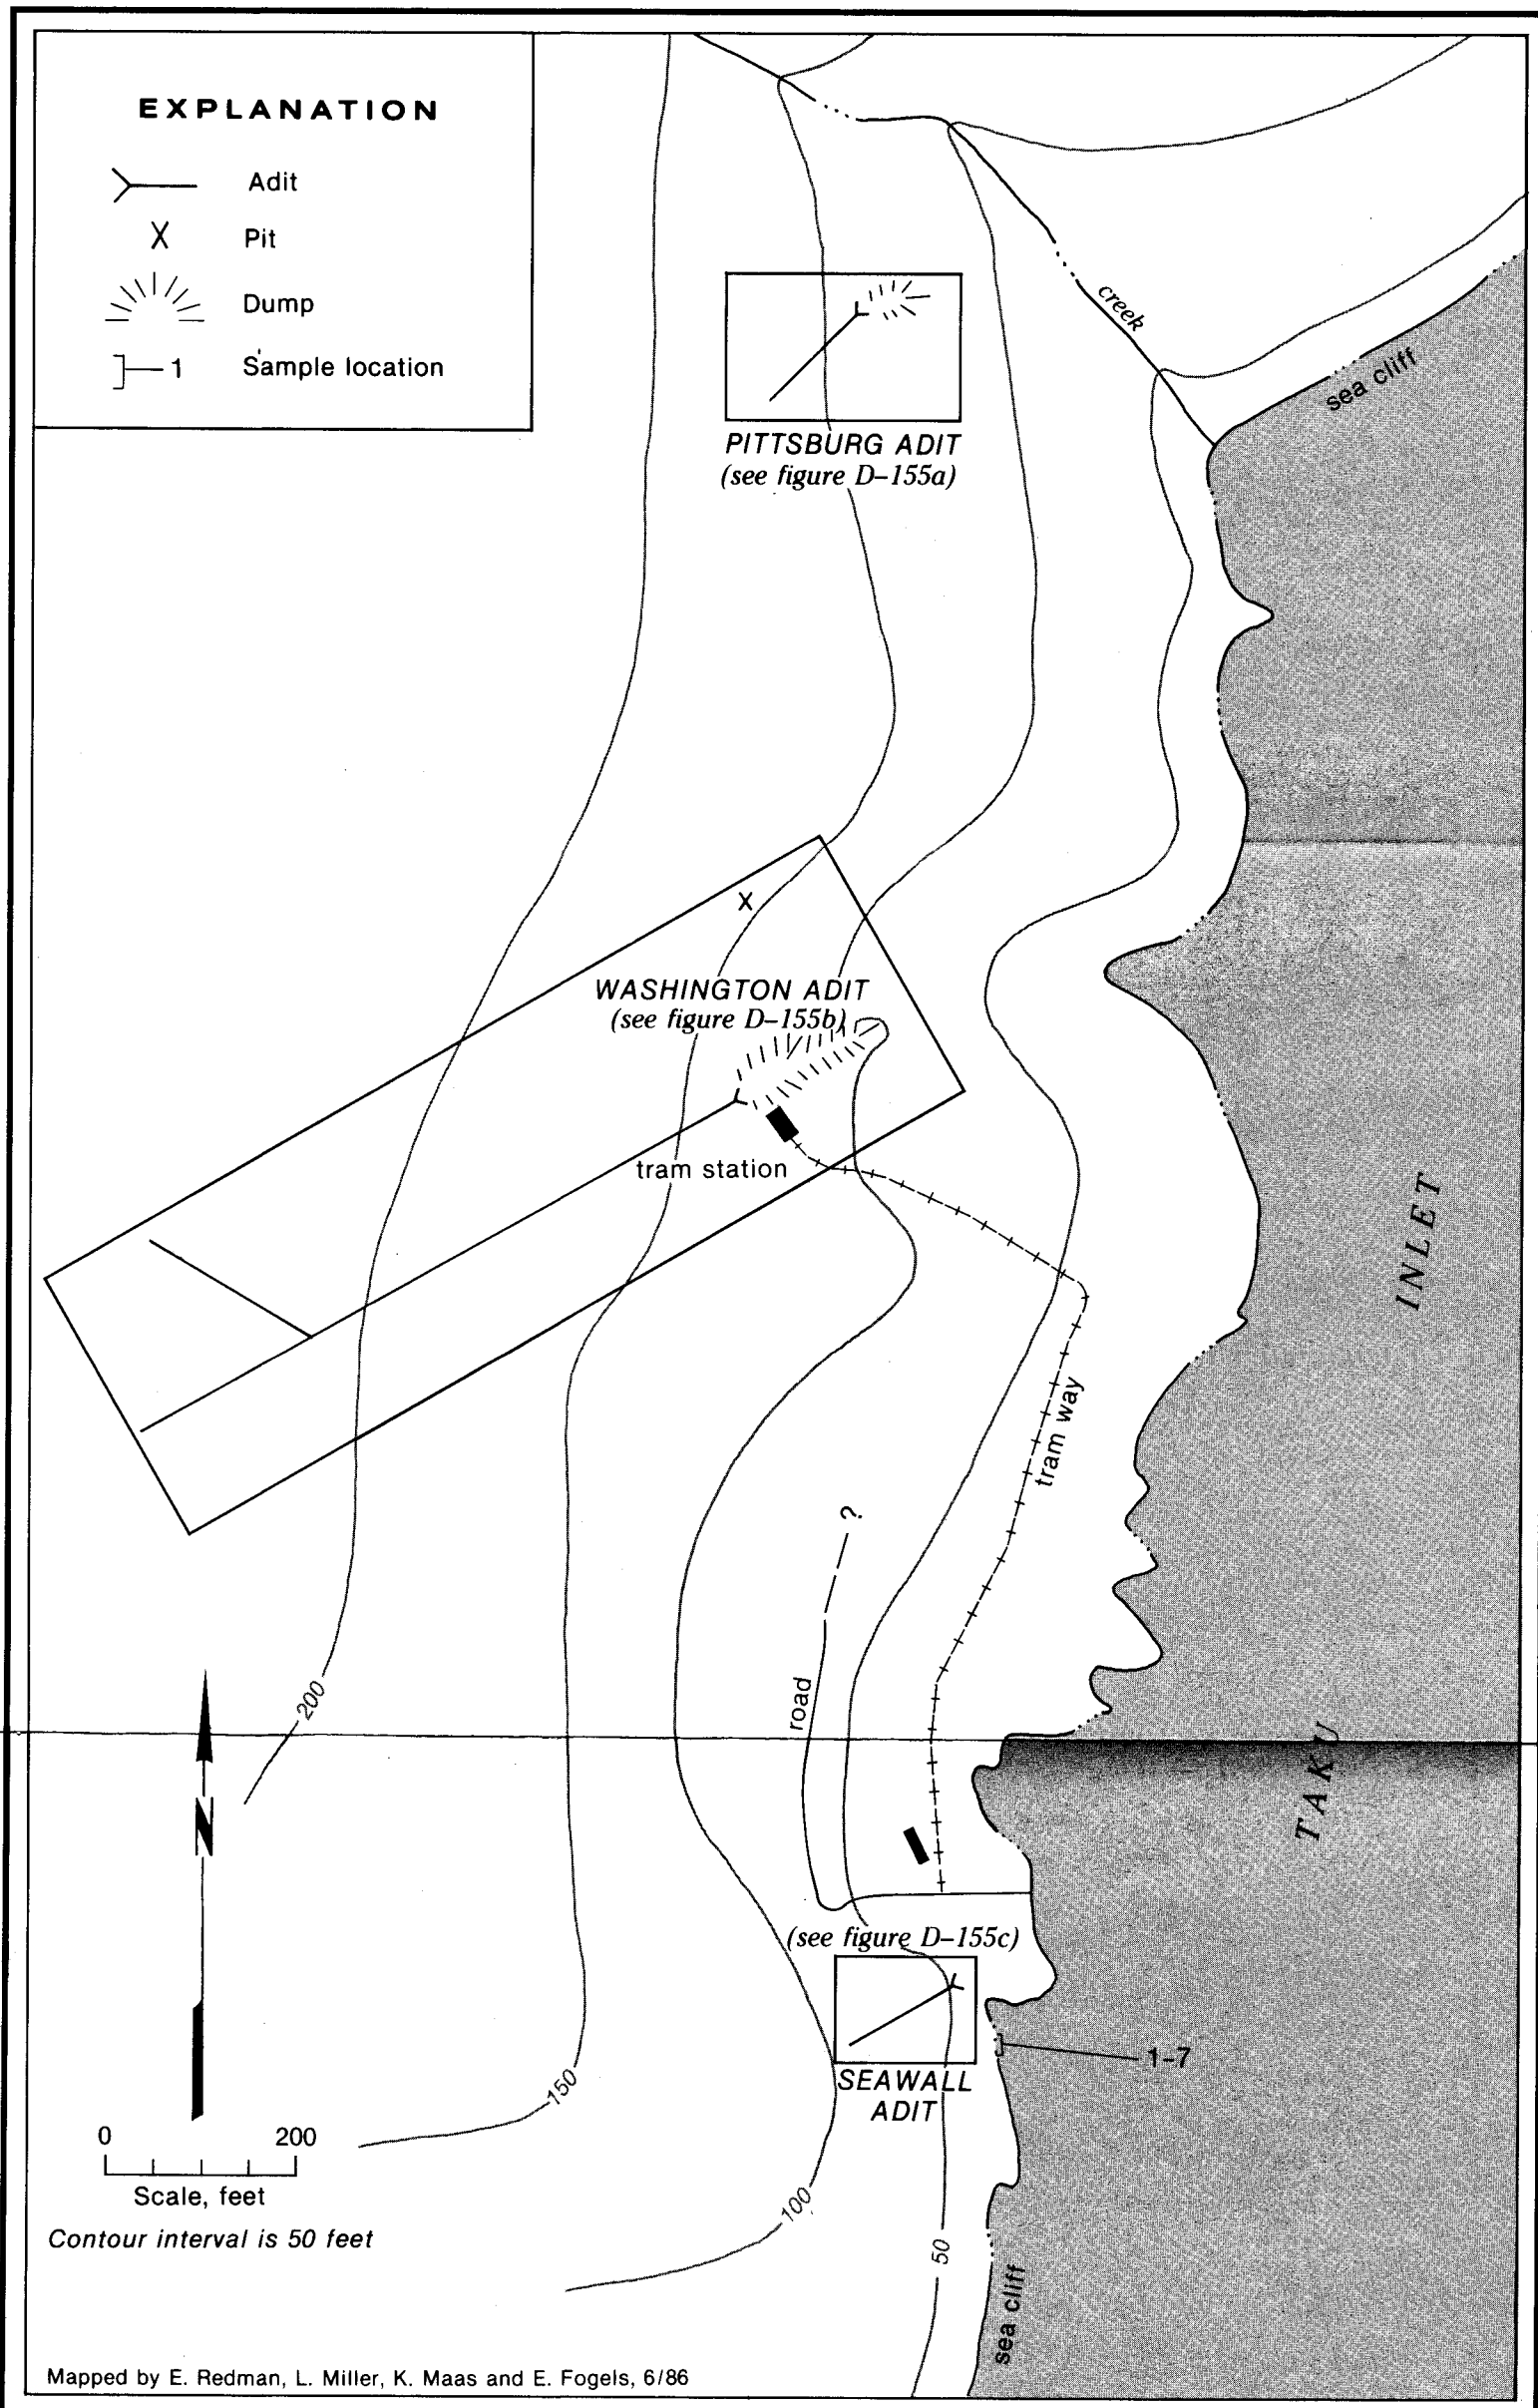 EXPLANATION
Adit
X Pit
Dump
1 Sample location
creek
sea cliff
PITTSBURG ADIT
(see figure D-155a)
X
WASHINGTON ADIT
(see figure D-155b)
tram station
INLET
tram way
?
road
200
TAKU
N
(see figure D-155c)
1-7
SEAWALL
ADIT
150
100
50
0 200
Scale, feet
Contour interval is 50 feet
sea cliff
Mapped by E. Redman, L. Miller, K. Maas and E. Fogels, 6/86